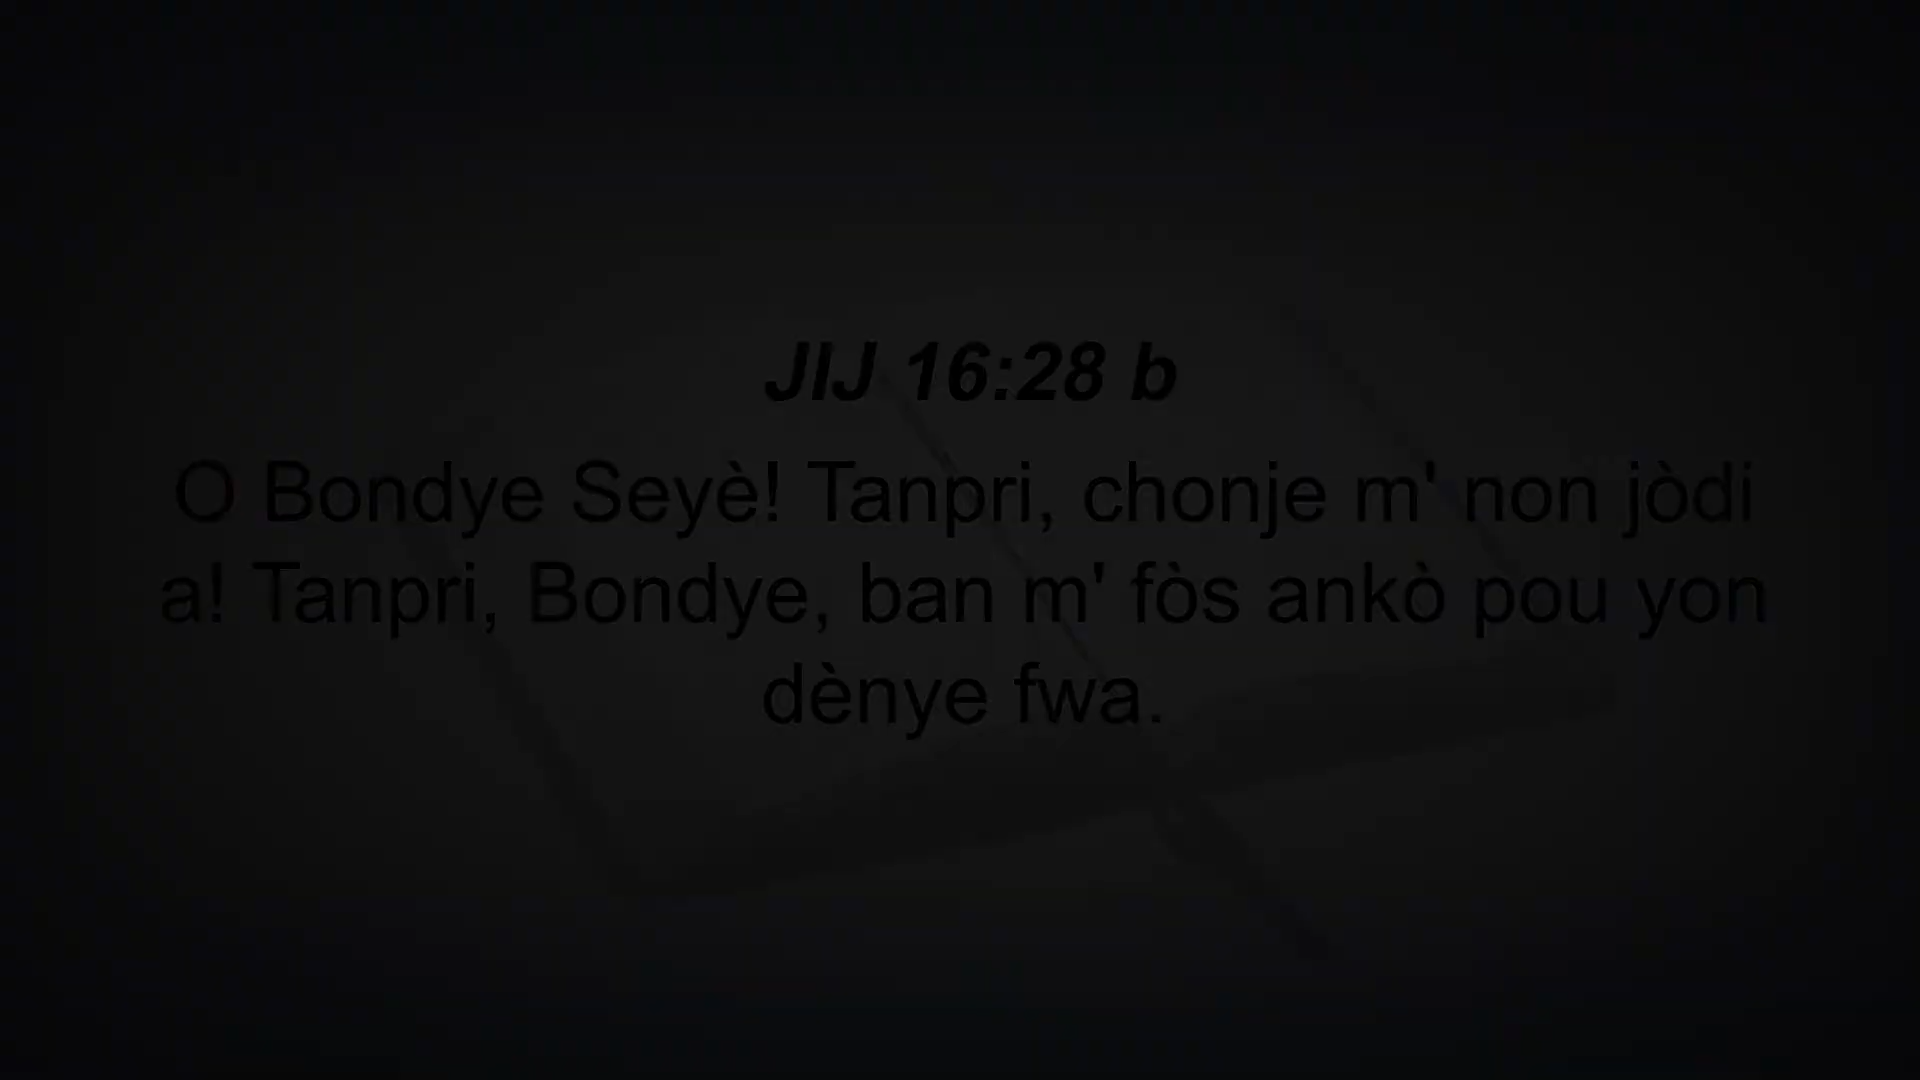 JIJ 16:28 b
O Bondye Seyè! Tanpri, chonje m' non jòdi
a! Tanpri, Bondye, ban m' fòs ankò pou yon
dènye fwa.